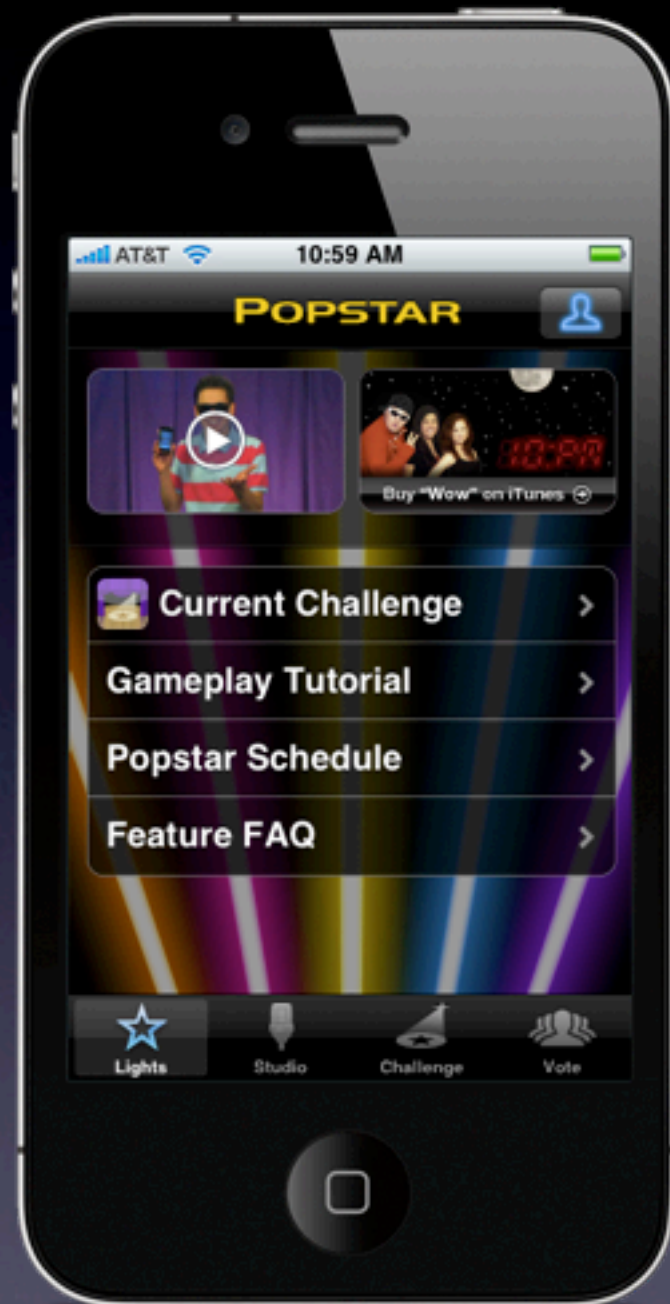 AT&T 10:59 AM
POPSTAR
10:PM
Buy "Wow" on iTunes
Current Challenge
Gameplay Tutorial
Popstar Schedule
Feature FAQ
Lights Studio Challenge Vote